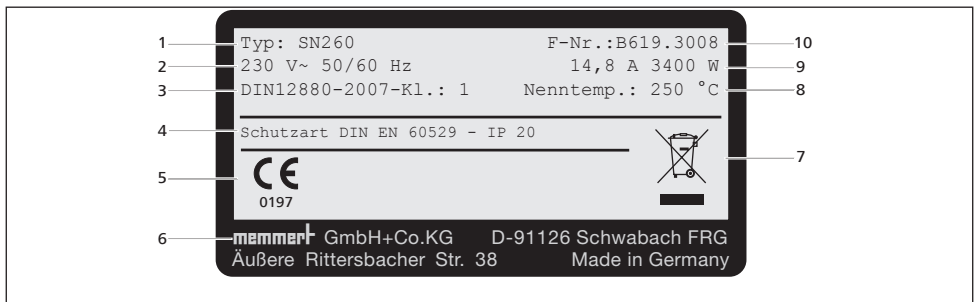 1 Typ: SN260 F-Nr.:B619.3008 10
2 230 V~ 50/60 Hz 14,8 A 3400 W 9
3 DIN12880-2007-Kl.: 1 Nenntemp.: 250 °C 8
4 Schutzart DIN EN 60529 - IP 20
7
5 CE
0197
6 memmert GmbH+Co.KG D-91126 Schwabach FRG
Äußere Rittersbacher Str. 38 Made in Germany